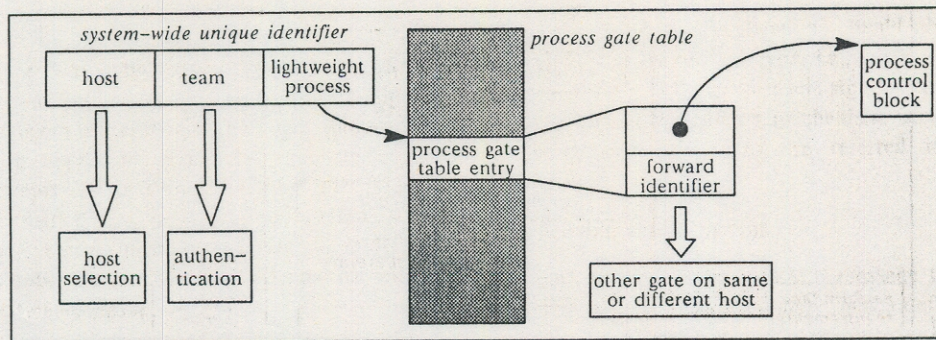 system-wide unique identifier
host
team
lightweight
process
process gate table
process gate
table entry
process
control
block
forward
identifier
host
selection
authen-
tication
other gate on same
or different host